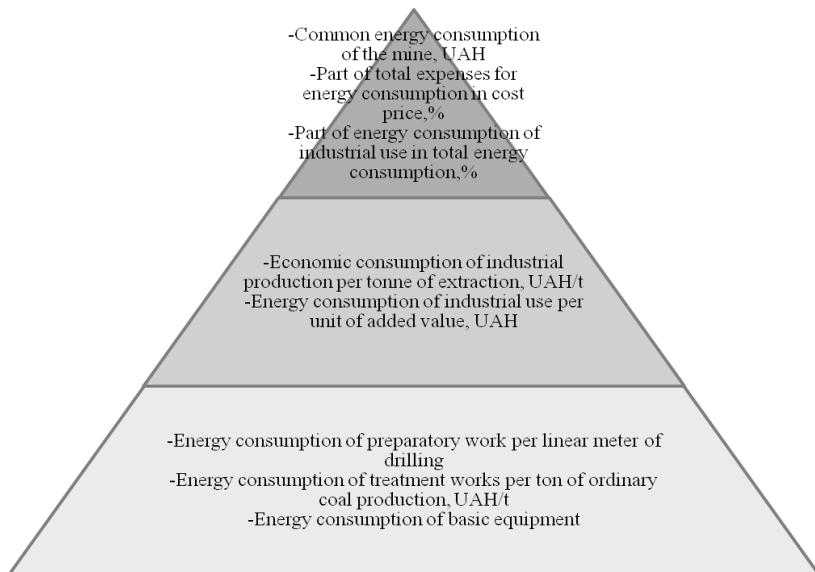 -Common energy consumption
of the mine, UAH
-Part of total expenses for
energy consumption in cost
price,%
-Part of energy consumption of
industrial use in total energy
consumption,%
-Economic consumption of industrial
production per tonne of extraction, UAH/t
-Energy consumption of industrial use per
unit of added value, UAH
-Energy consumption of preparatory work per linear meter of
drilling
-Energy consumption of treatment works per ton of ordinary
coal production, UAH/t
-Energy consumption of basic equipment